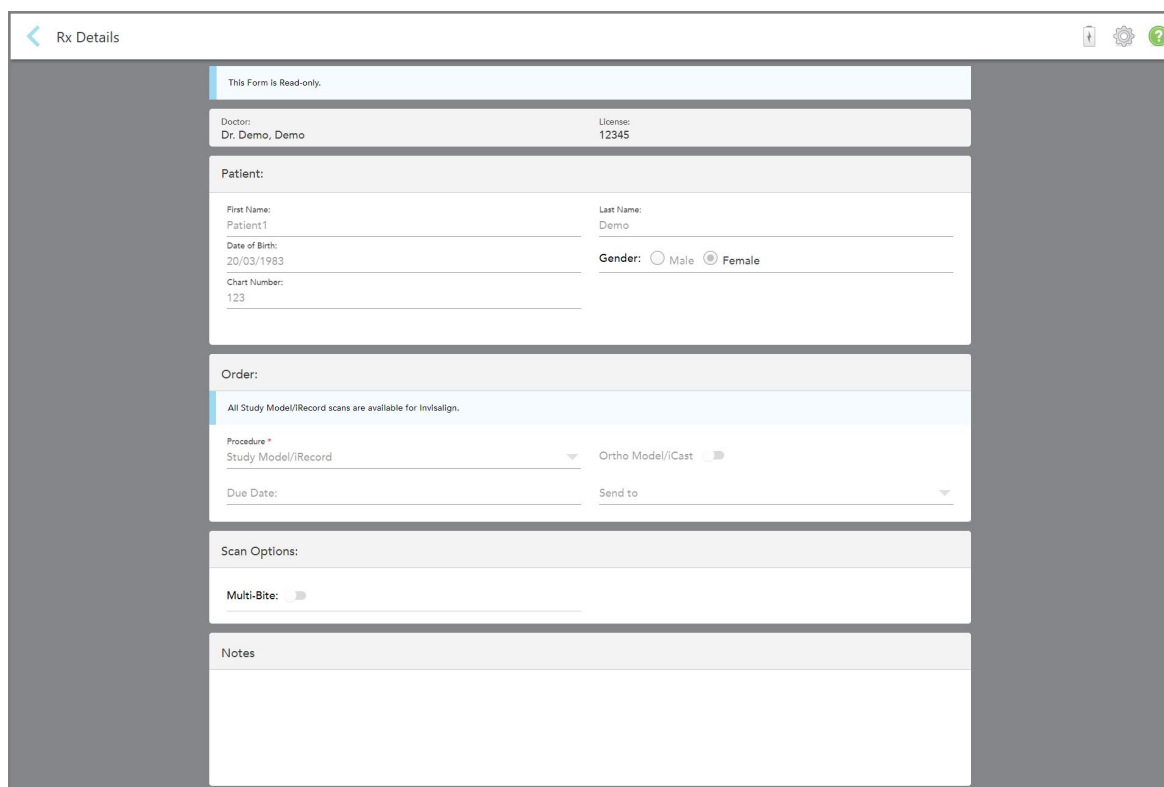 Rx Details
?
This Form is Read-only.
Doctor: License:
Dr. Demo, Demo 12345
Patient:
First Name: Last Name:
Patient1 Demo
Date of Birth:
20/03/1983 Gender: Male Female
Chart Number:
123
Order:
All Study Model/iRecord scans are available for Invisalign.
Procedure *
Study Model/iRecord Ortho Model/iCast
Due Date: Send to
Scan Options:
Multi-Bite:
Notes